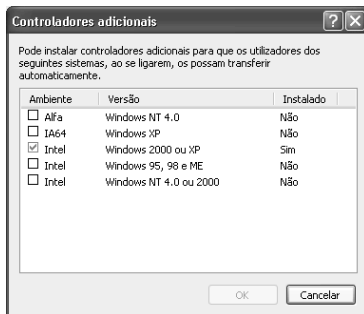 Controladores adicionais
Pode instalar controladores adicionais para que os utilizadores dos
seguintes sistemas, ao se ligarem, os possam transferir
automaticamente.
Ambiente Versão Instalado
Alfa Windows NT 4.0 Não
IA64 Windows XP Não
Intel Windows 2000 ou XP Sim
Intel Windows 95, 98 e ME Não
Intel Windows NT 4.0 ou 2000 Não
OK Cancelar